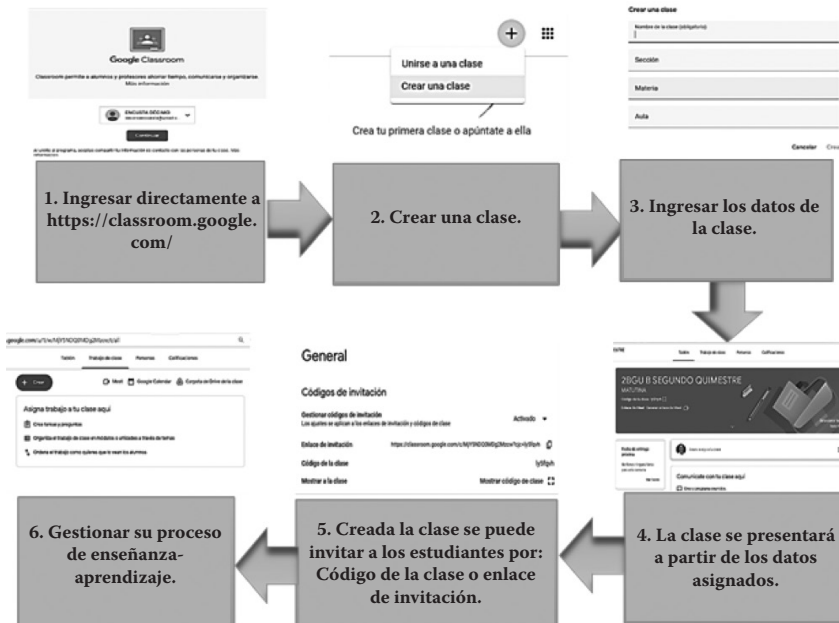 Google Classroom
Classroom permite a alumnos y profesores ahorrar tiempo, comunicarse y organizarse.
Más información
Continuar
1. Ingresar directamente a
https://classroom.google.
com/
Unirse a una clase
Crear una clase
Crea tu primera clase o apúntate a ella
2. Crear una clase.
Crear una clase
Nombre de la clase (obligatorio)
Sección
Materia
Aula
Cancelar Crear
3. Ingresar los datos de
la clase.
2BGU B SEGUNDO QUIMESTRE
MATUTINA
Comunícate con tu clase aquí
4. La clase se presentará
a partir de los datos
asignados.
General
Códigos de invitación
Gestionar códigos de invitación
Los ajustes se aplican a los enlaces de invitación y códigos de clase
Activado
Enlace de invitación
Código de la clase
Mostrar a la clase Mostrar código de clase
5. Creada la clase se puede
invitar a los estudiantes por:
Código de la clase o enlace
de invitación.
Tablón Trabajo de clase Personas Calificaciones
+ Crear Meet Google Calendar Carpeta de Drive de la clase
Asigna trabajo a tu clase aquí
Crea tareas y preguntas
Organiza el trabajo de clase en módulos o unidades a través de temas
Ordena el trabajo como quieras que lo vean los alumnos
6. Gestionar su proceso
de enseñanza-
aprendizaje.